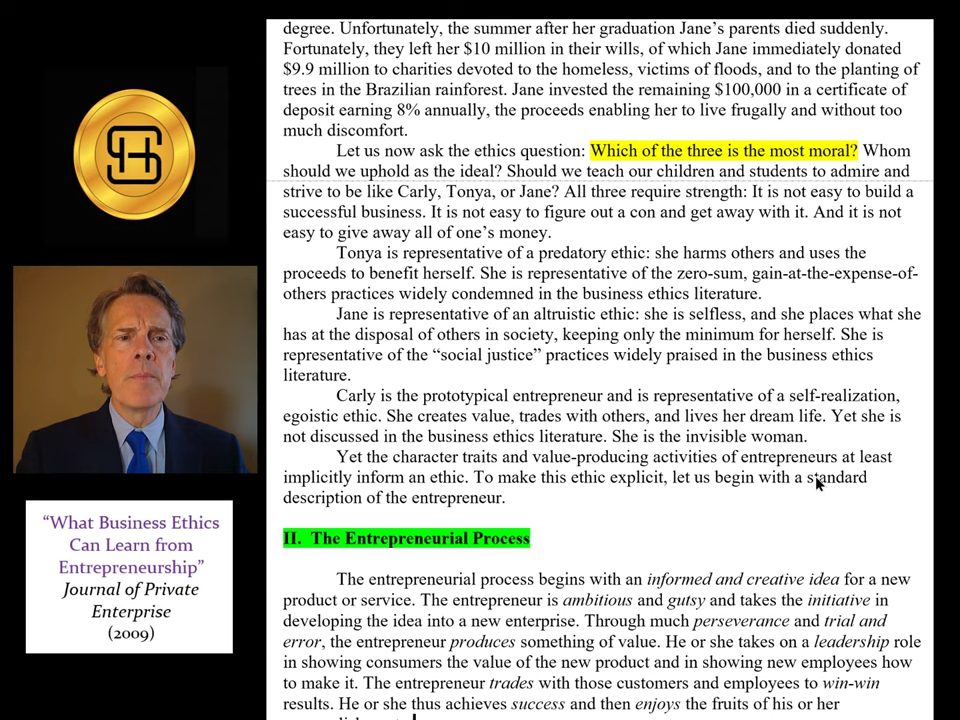 degree. Unfortunately, the summer after her graduation Jane’s parents died suddenly.
Fortunately, they left her $10 million in their wills, of which Jane immediately donated
$9.9 million to charities devoted to the homeless, victims of floods, and to the planting of
trees in the Brazilian rainforest. Jane invested the remaining $100,000 in a certificate of
deposit earning 8% annually, the proceeds enabling her to live frugally and without too
much discomfort.
Let us now ask the ethics question: Which of the three is the most moral? Whom
should we uphold as the ideal? Should we teach our children and students to admire and
strive to be like Carly, Tonya, or Jane? All three require strength: It is not easy to build a
successful business. It is not easy to figure out a con and get away with it. And it is not
easy to give away all of one’s money.
Tonya is representative of a predatory ethic: she harms others and uses the
proceeds to benefit herself. She is representative of the zero-sum, gain-at-the-expense-of-
others practices widely condemned in the business ethics literature.
Jane is representative of an altruistic ethic: she is selfless, and she places what she
has at the disposal of others in society, keeping only the minimum for herself. She is
representative of the “social justice” practices widely praised in the business ethics
literature.
Carly is the prototypical entrepreneur and is representative of a self-realization,
egoistic ethic. She creates value, trades with others, and lives her dream life. Yet she is
not discussed in the business ethics literature. She is the invisible woman.
Yet the character traits and value-producing activities of entrepreneurs at least
implicitly inform an ethic. To make this ethic explicit, let us begin with a standard
description of the entrepreneur.
II. The Entrepreneurial Process
The entrepreneurial process begins with an informed and creative idea for a new
product or service. The entrepreneur is ambitious and gutsy and takes the initiative in
developing the idea into a new enterprise. Through much perseverance and trial and
error, the entrepreneur produces something of value. He or she takes on a leadership role
in showing consumers the value of the new product and in showing new employees how
to make it. The entrepreneur trades with those customers and employees to win-win
results. He or she thus achieves success and then enjoys the fruits of his or her
“What Business Ethics
Can Learn from
Entrepreneurship”
Journal of Private
Enterprise
(2009)